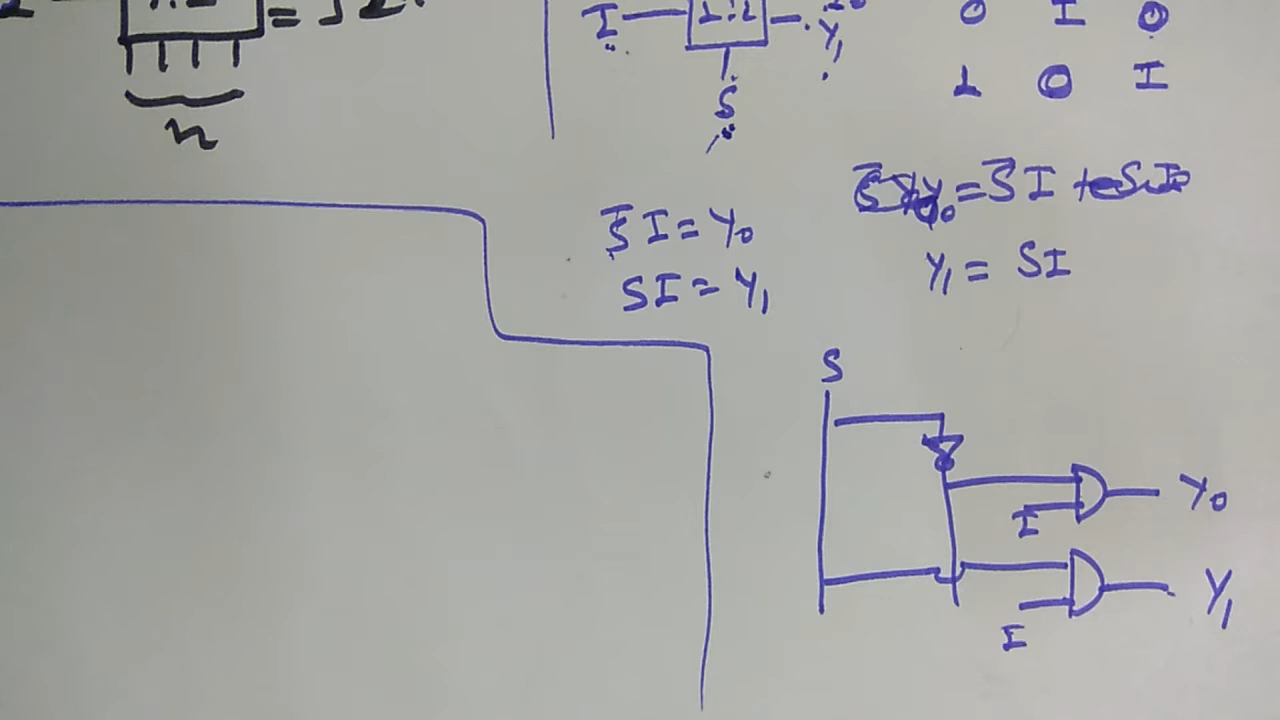 n
I 1:2 Y₁
S
0 I 0
1 0 I
S̅I = Y₀
SI = Y₁
Y₀ = S̅I
Y₁ = SI
S
I Y₀
I Y₁